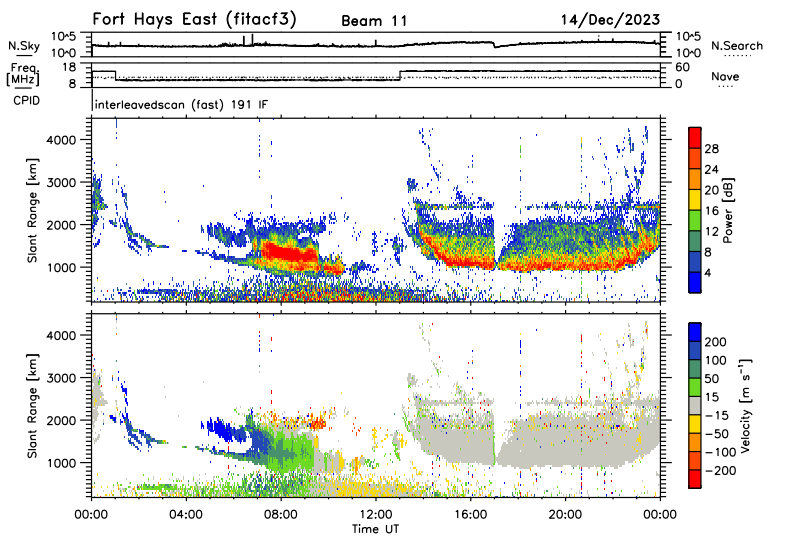 Fort Hays East (fitacf3) Beam 11 14/Dec/2023
N.Sky 10^5 10^0 10^5 10^0 N.Search
Freq. [MHz] 18 8 60 0 Nave
CPID interleavedscan (fast) 191 IF
Slant Range [km] 4000 3000 2000 1000
Power [dB] 28 24 20 16 12 8 4
Slant Range [km] 4000 3000 2000 1000
Velocity [m s⁻¹] 200 100 50 15 −15 −50 −100 −200
00:00 04:00 08:00 12:00 16:00 20:00 00:00
Time UT